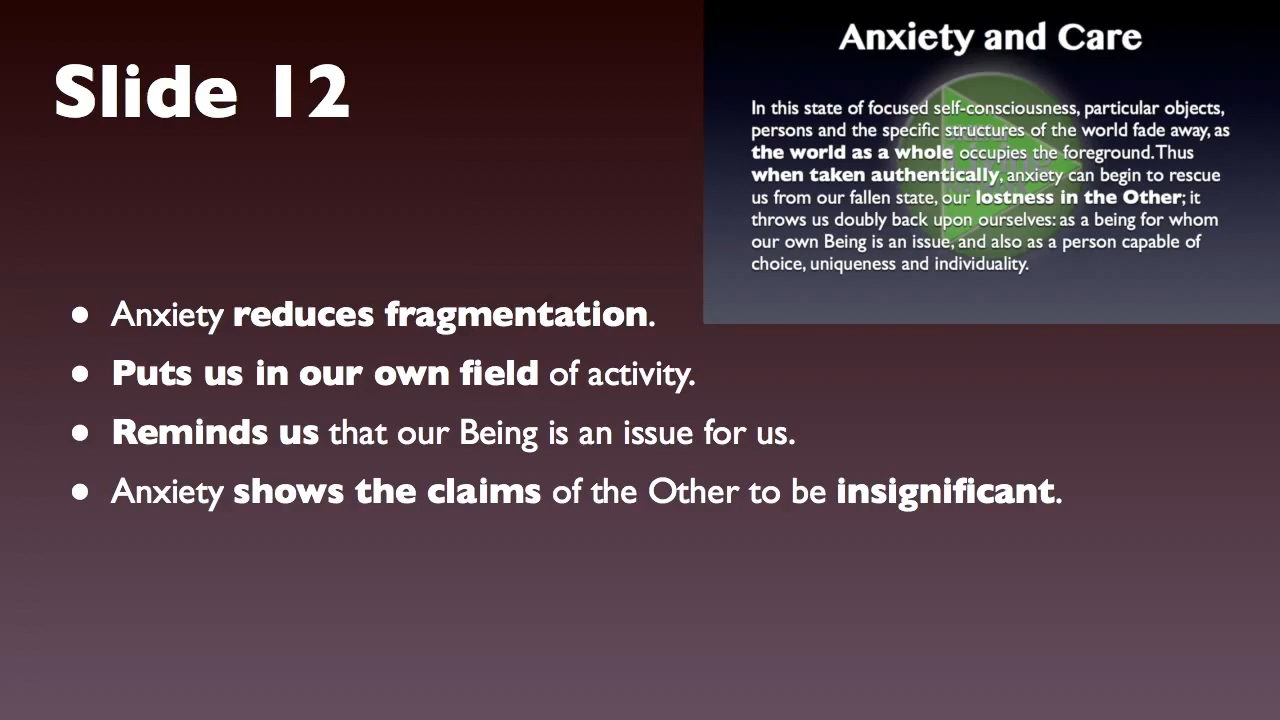 Slide 12
Anxiety and Care
In this state of focused self-consciousness, particular objects,
persons and the specific structures of the world fade away, as
the world as a whole occupies the foreground. Thus
when taken authentically, anxiety can begin to rescue
us from our fallen state, our lostness in the Other; it
throws us doubly back upon ourselves: as a being for whom
our own Being is an issue, and also as a person capable of
choice, uniqueness and individuality.
● Anxiety reduces fragmentation.
● Puts us in our own field of activity.
● Reminds us that our Being is an issue for us.
● Anxiety shows the claims of the Other to be insignificant.